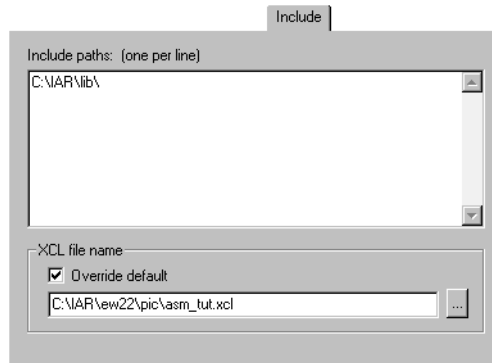 Include
Include paths: (one per line)
C:\IAR\lib\
XCL file name
Override default
C:\IAR\ew22\pic\asm_tut.xcl
...